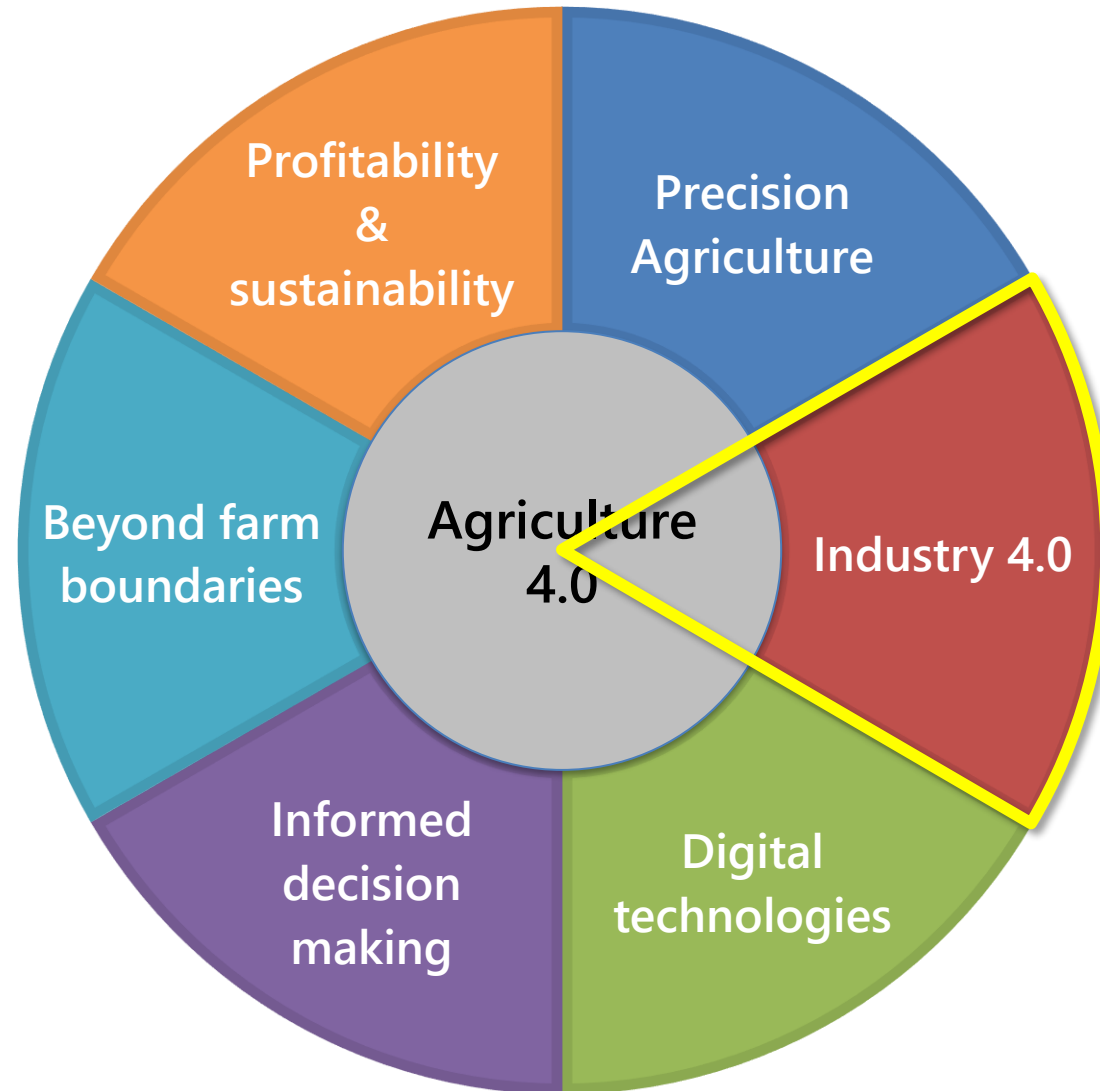 Profitability
&
sustainability
Precision
Agriculture
Beyond farm
boundaries
Agriculture
4.0
Industry 4.0
Informed
decision
making
Digital
technologies